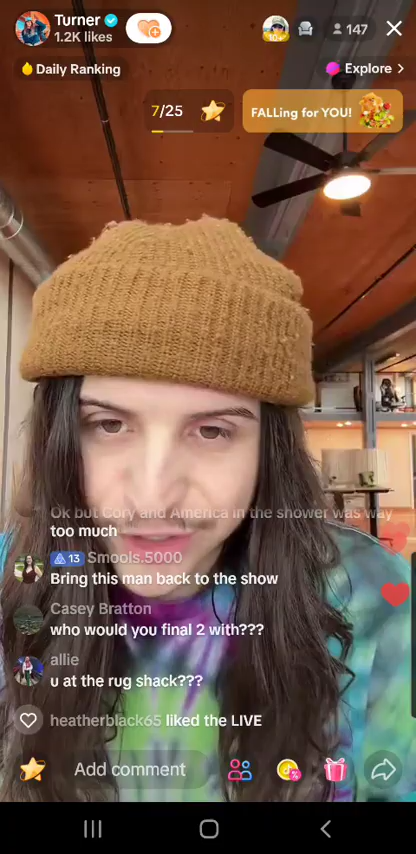 Turner
1.2K likes
10+
147
Daily Ranking
Explore >
7/25
FALLing for YOU!
Ok but Cory and America in the shower was way
too much
13 Smools.5000
Bring this man back to the show
Casey Bratton
who would you final 2 with???
allie
u at the rug shack???
heatherblack65 liked the LIVE
Add comment